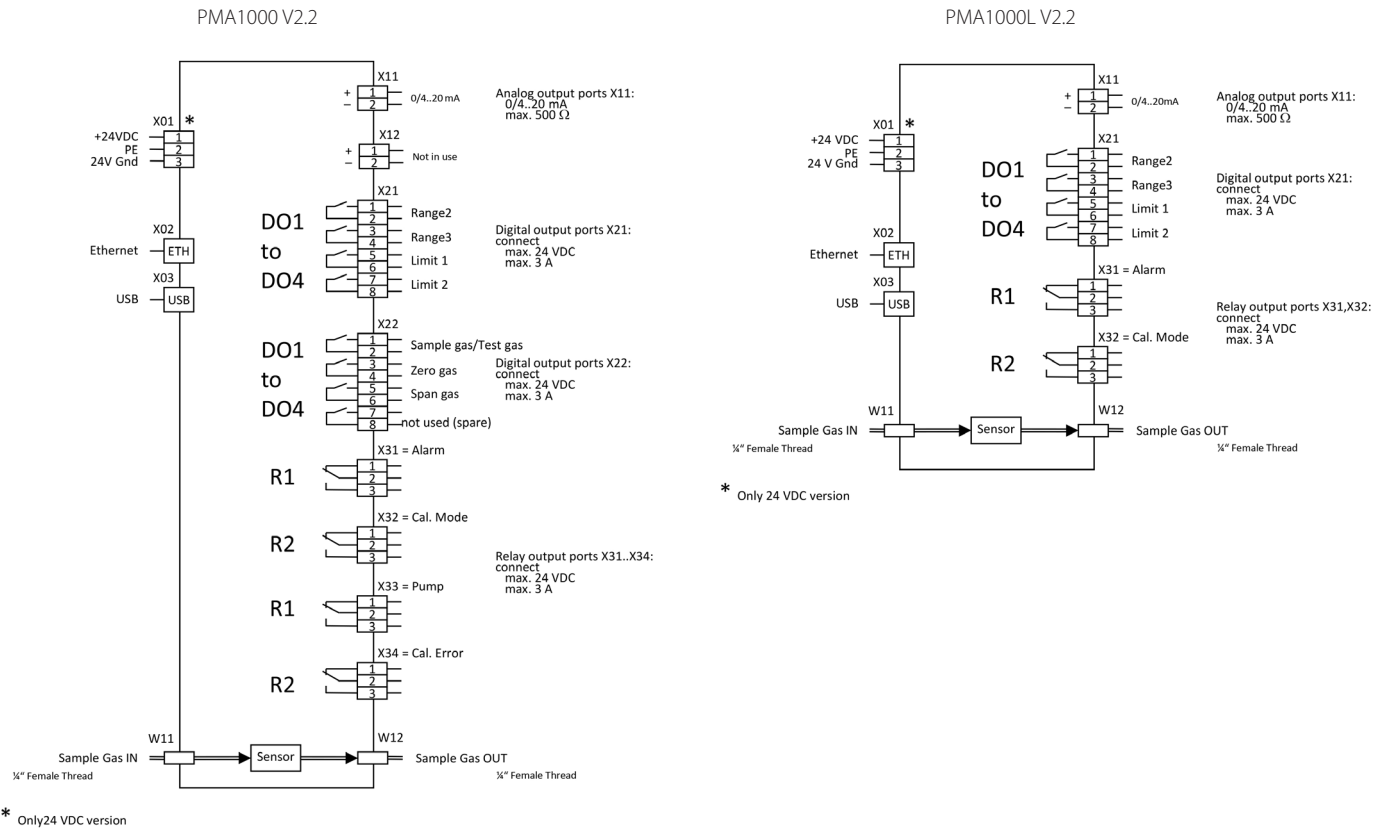 PMA1000 V2.2
X11
+ 1 0/4..20 mA
– 2
Analog output ports X11:
0/4..20 mA
max. 500 Ω
X01 *
+24VDC 1
PE 2
24V Gnd 3
X12
+ 1
– 2
Not in use
X21
DO1
to
DO4
1
2
Range2
3
4
Range3
5
6
Limit 1
7
8
Limit 2
Digital output ports X21:
connect
max. 24 VDC
max. 3 A
X02
Ethernet ETH
X03
USB USB
X22
DO1
to
DO4
1
2
Sample gas/Test gas
3
4
Zero gas
5
6
Span gas
7
8
not used (spare)
Digital output ports X22:
connect
max. 24 VDC
max. 3 A
X31 = Alarm
R1
1
2
3
X32 = Cal. Mode
R2
1
2
3
Relay output ports X31..X34:
connect
max. 24 VDC
max. 3 A
X33 = Pump
R1
1
2
3
X34 = Cal. Error
R2
1
2
3
W11
W12
Sample Gas IN
Sensor
Sample Gas OUT
¼“ Female Thread
¼“ Female Thread
* Only24 VDC version
PMA1000L V2.2
X11
+ 1 0/4..20mA
– 2
Analog output ports X11:
0/4..20 mA
max. 500 Ω
X01 *
+24 VDC 1
PE 2
24 V Gnd 3
X21
DO1
to
DO4
1
2
Range2
3
4
Range3
5
6
Limit 1
7
8
Limit 2
Digital output ports X21:
connect
max. 24 VDC
max. 3 A
X02
Ethernet ETH
X03
USB USB
X31 = Alarm
R1
1
2
3
X32 = Cal. Mode
R2
1
2
3
Relay output ports X31,X32:
connect
max. 24 VDC
max. 3 A
W11
W12
Sample Gas IN
Sensor
Sample Gas OUT
¼“ Female Thread
¼“ Female Thread
* Only 24 VDC version